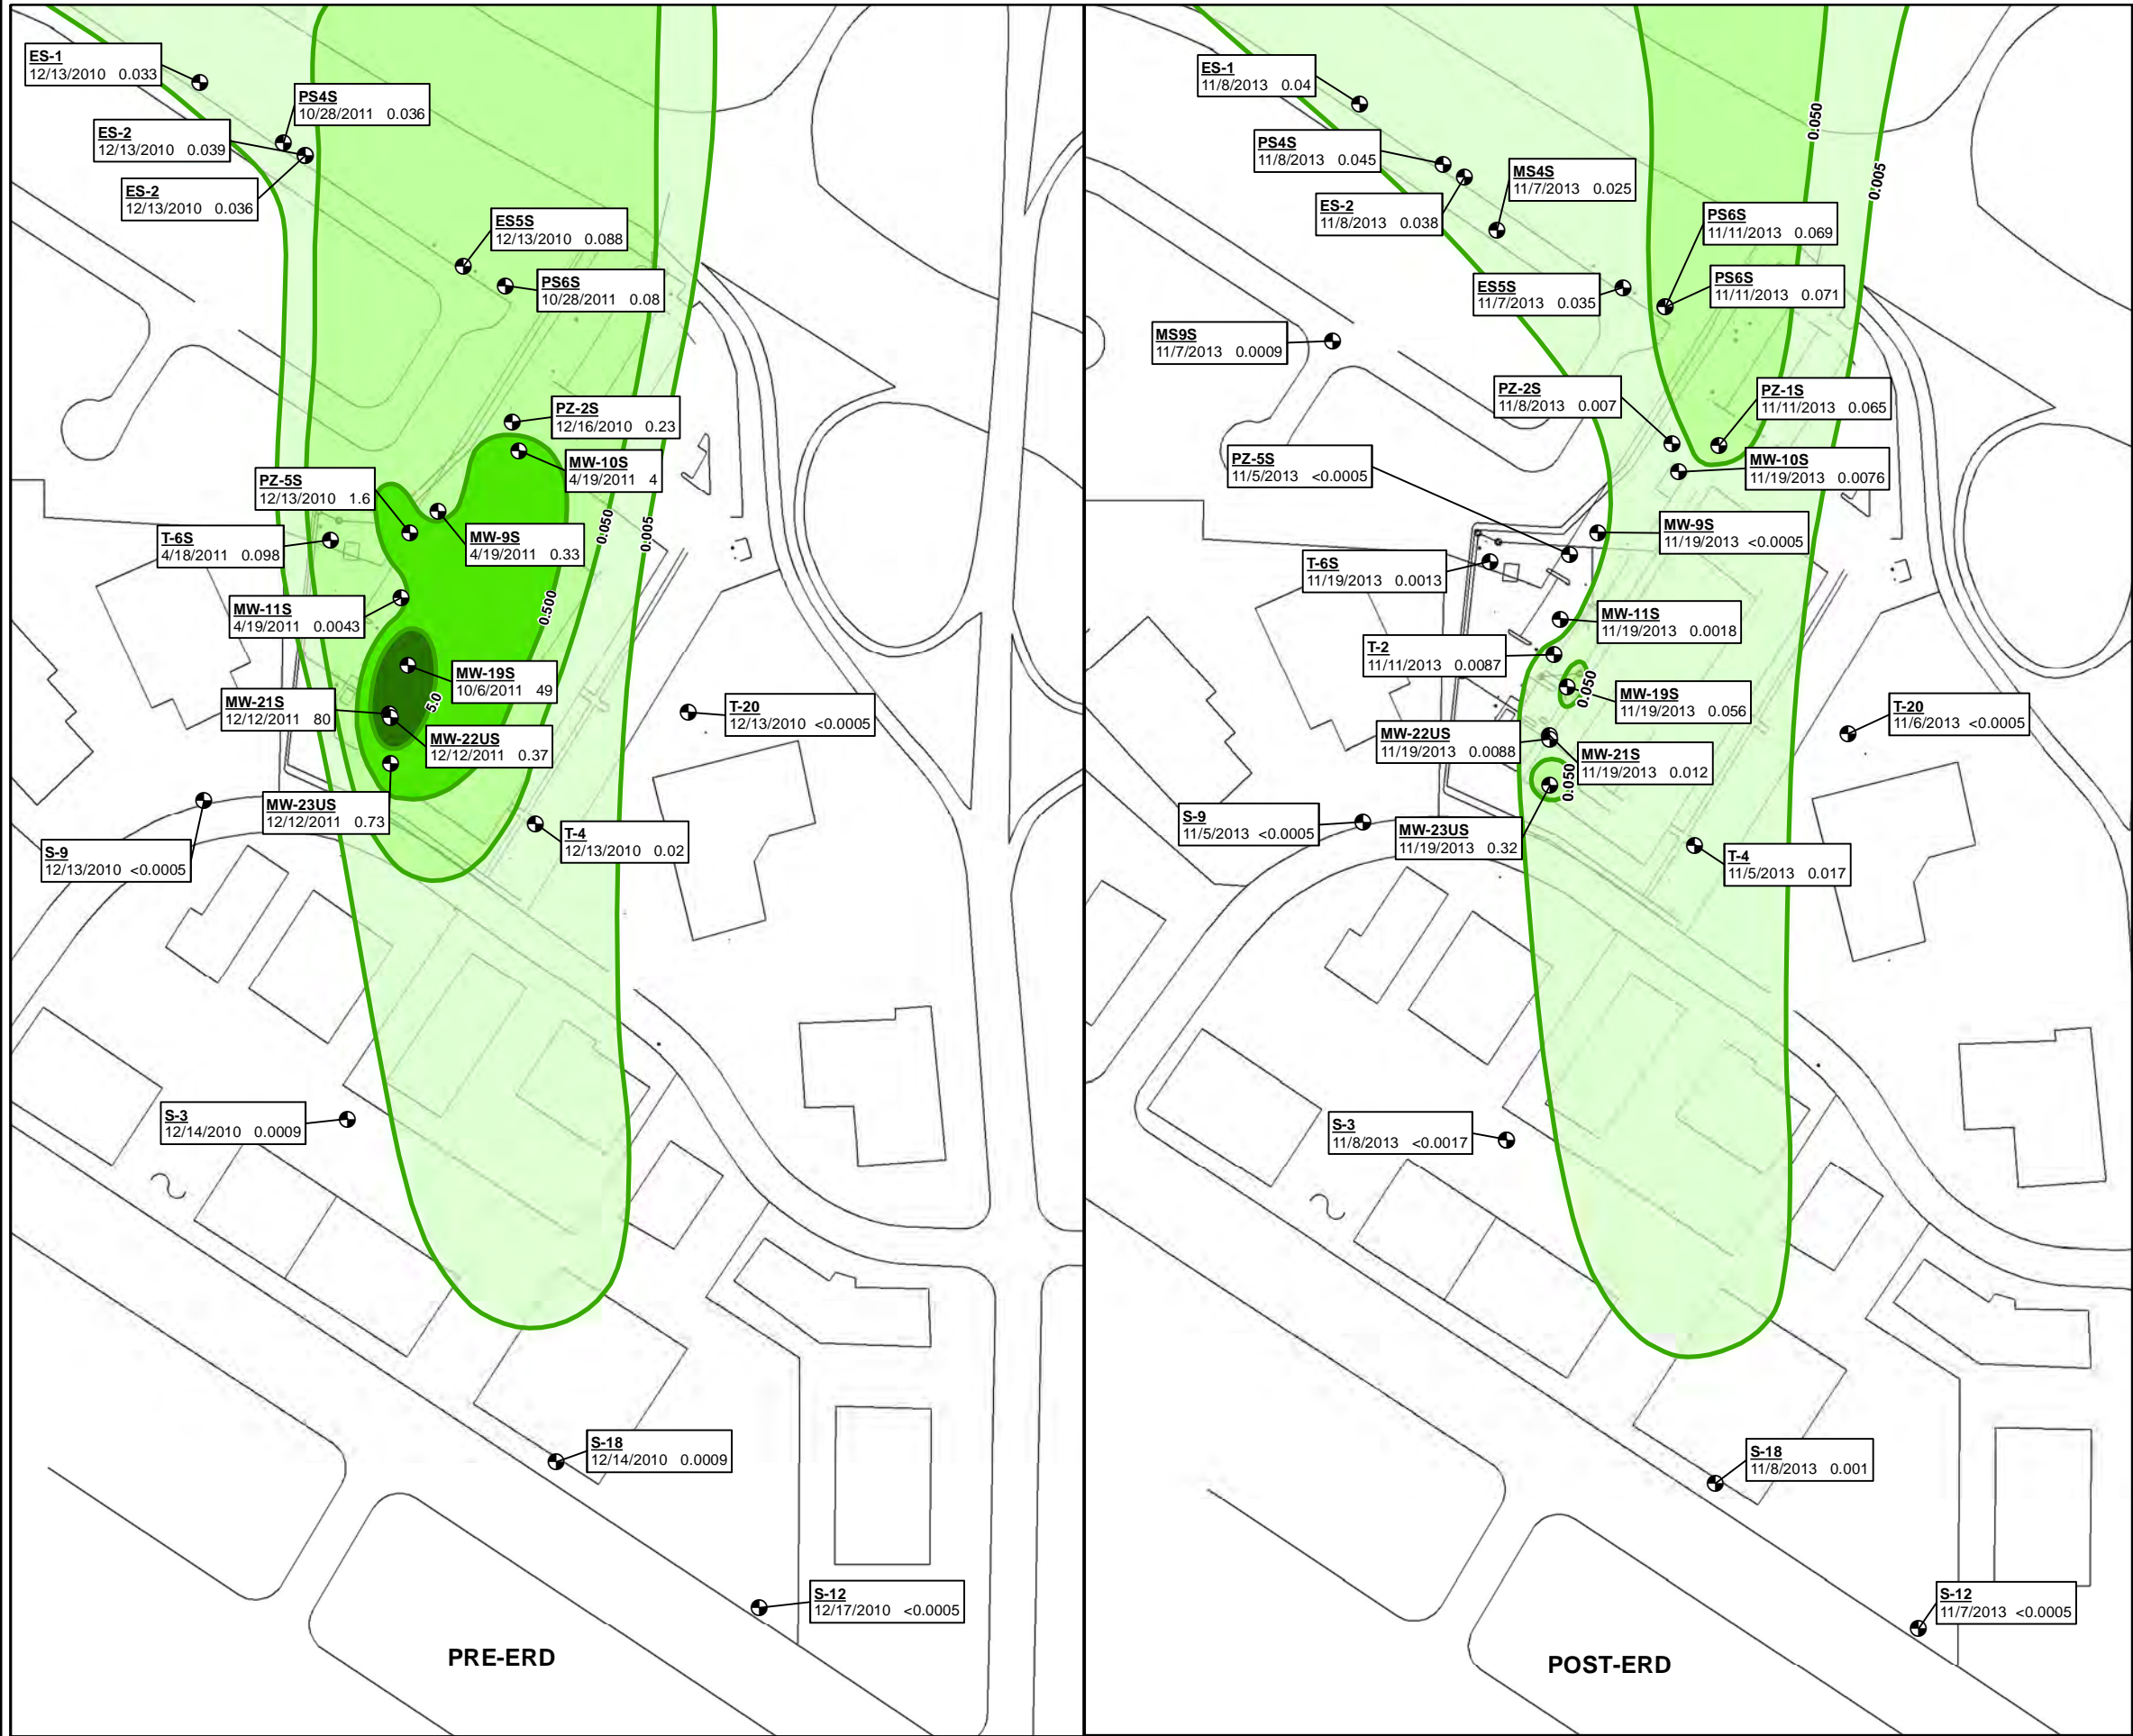 ES-1
12/13/2010 0.033
PS4S
10/28/2011 0.036
ES-2
12/13/2010 0.039
ES-2
12/13/2010 0.036
ES5S
12/13/2010 0.088
PS6S
10/28/2011 0.08
PZ-2S
12/16/2010 0.23
MW-10S
4/19/2011 4
PZ-5S
12/13/2010 1.6
MW-9S
4/19/2011 0.33
T-6S
4/18/2011 0.098
0.050
0.005
0.500
MW-11S
4/19/2011 0.0043
MW-19S
10/6/2011 49
5.0
MW-21S
12/12/2011 80
MW-22US
12/12/2011 0.37
T-20
12/13/2010 <0.0005
MW-23US
12/12/2011 0.73
T-4
12/13/2010 0.02
S-9
12/13/2010 <0.0005
S-3
12/14/2010 0.0009
S-18
12/14/2010 0.0009
S-12
12/17/2010 <0.0005
PRE-ERD
ES-1
11/8/2013 0.04
PS4S
11/8/2013 0.045
MS4S
11/7/2013 0.025
ES-2
11/8/2013 0.038
0.050
0.005
PS6S
11/11/2013 0.069
PS6S
11/11/2013 0.071
ES5S
11/7/2013 0.035
MS9S
11/7/2013 0.0009
PZ-2S
11/8/2013 0.007
PZ-1S
11/11/2013 0.065
PZ-5S
11/5/2013 <0.0005
MW-10S
11/19/2013 0.0076
MW-9S
11/19/2013 <0.0005
T-6S
11/19/2013 0.0013
MW-11S
11/19/2013 0.0018
T-2
11/11/2013 0.0087
0.050
MW-19S
11/19/2013 0.056
T-20
11/6/2013 <0.0005
MW-22US
11/19/2013 0.0088
MW-21S
11/19/2013 0.012
0.050
S-9
11/5/2013 <0.0005
MW-23US
11/19/2013 0.32
T-4
11/5/2013 0.017
S-3
11/8/2013 <0.0017
S-18
11/8/2013 0.001
S-12
11/7/2013 <0.0005
POST-ERD